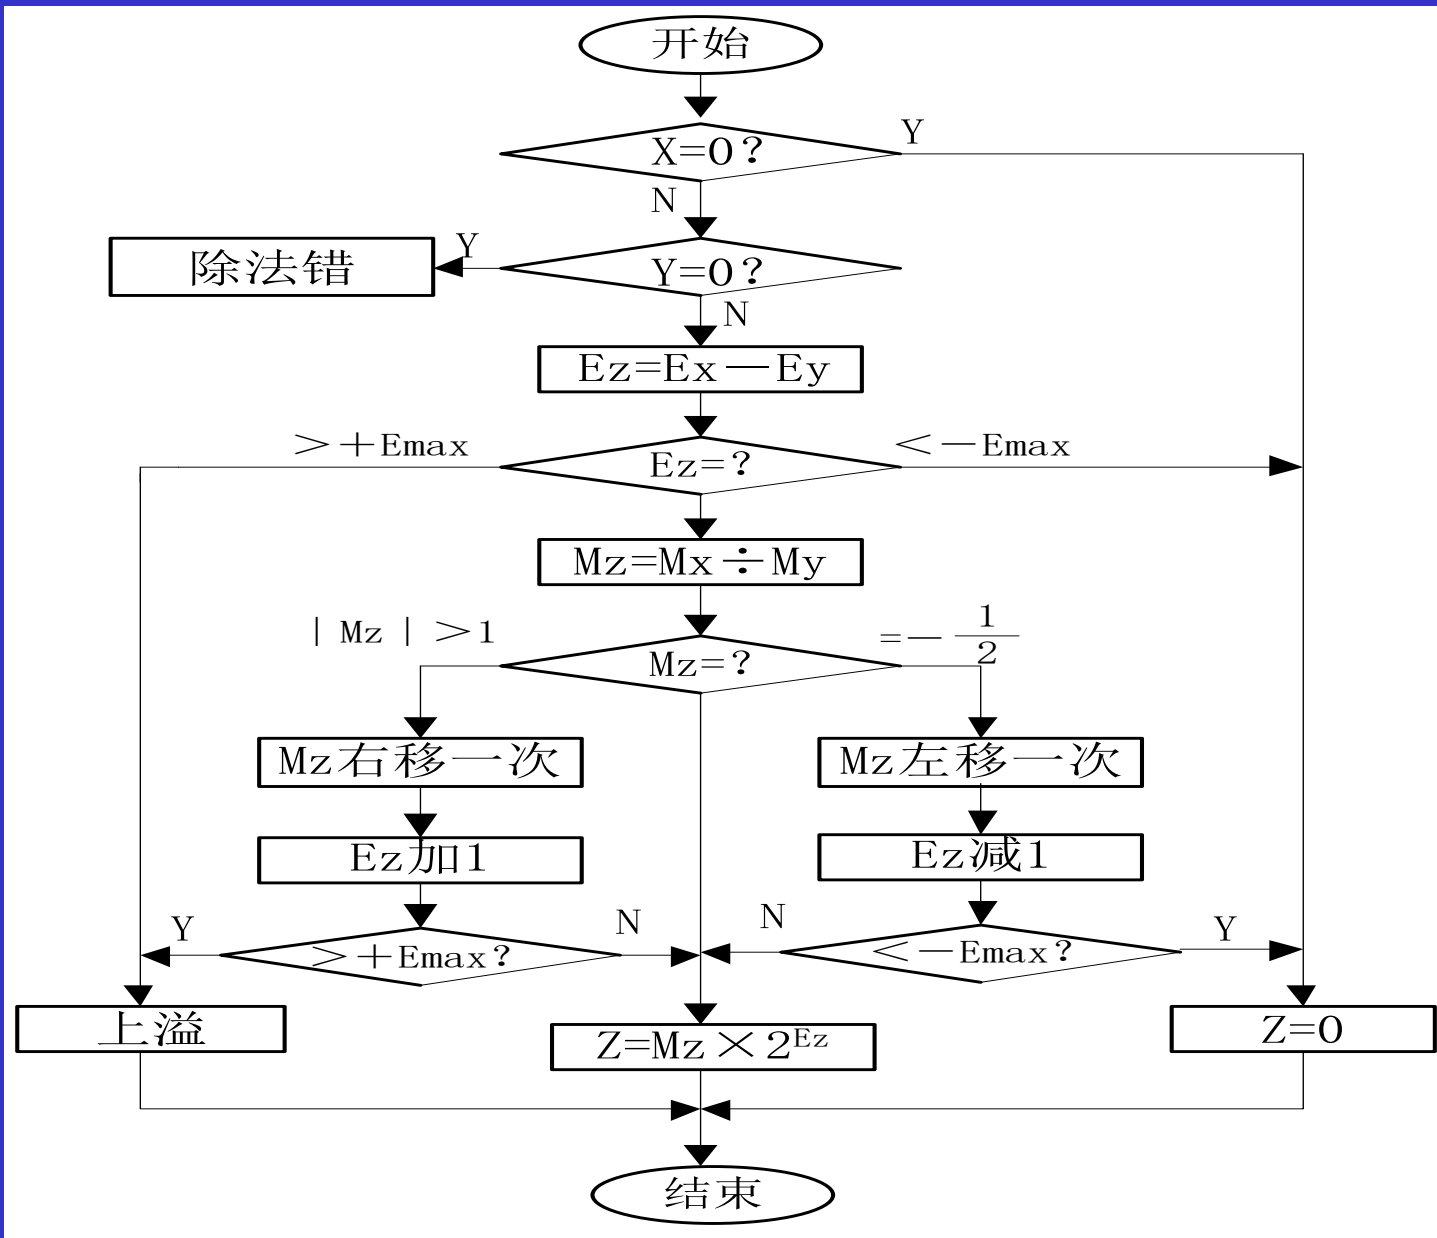 开始
X=0?
Y
N
除法错
Y
Y=0?
N
Ez=Ex－Ey
＞＋Emax
Ez=?
＜－Emax
Mz=Mx÷My
｜Mz｜＞1
Mz=?
=－1/2
Mz右移一次
Mz左移一次
Ez加1
Ez减1
Y
＞＋Emax?
N
N
＜－Emax?
Y
上溢
Z=Mz×2^Ez
Z=0
结束